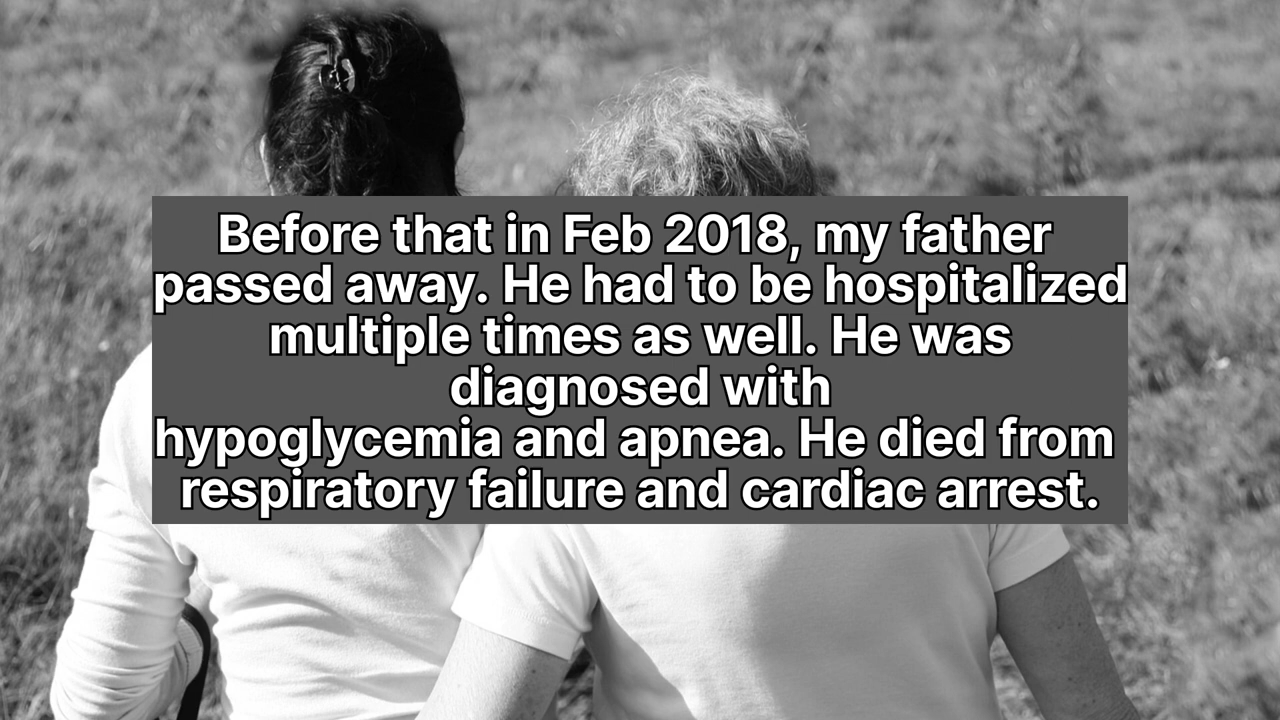 Before that in Feb 2018, my father
passed away. He had to be hospitalized
multiple times as well. He was
diagnosed with
hypoglycemia and apnea. He died from
respiratory failure and cardiac arrest.